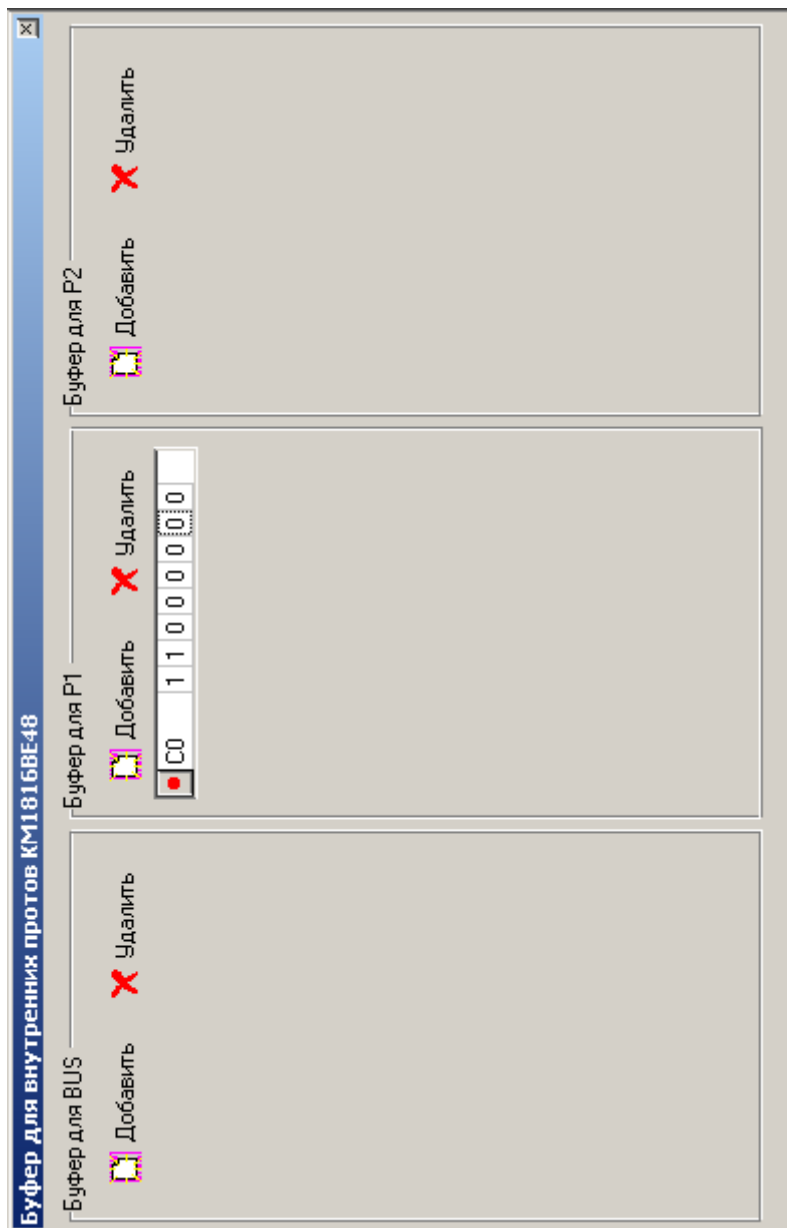 Буфер для внутренних протов КМ1816ВЕ48
Буфер для BUS
Добавить Удалить
Буфер для P1
Добавить Удалить
C0 1 1 0 0 0 0 0 0
Буфер для P2
Добавить Удалить